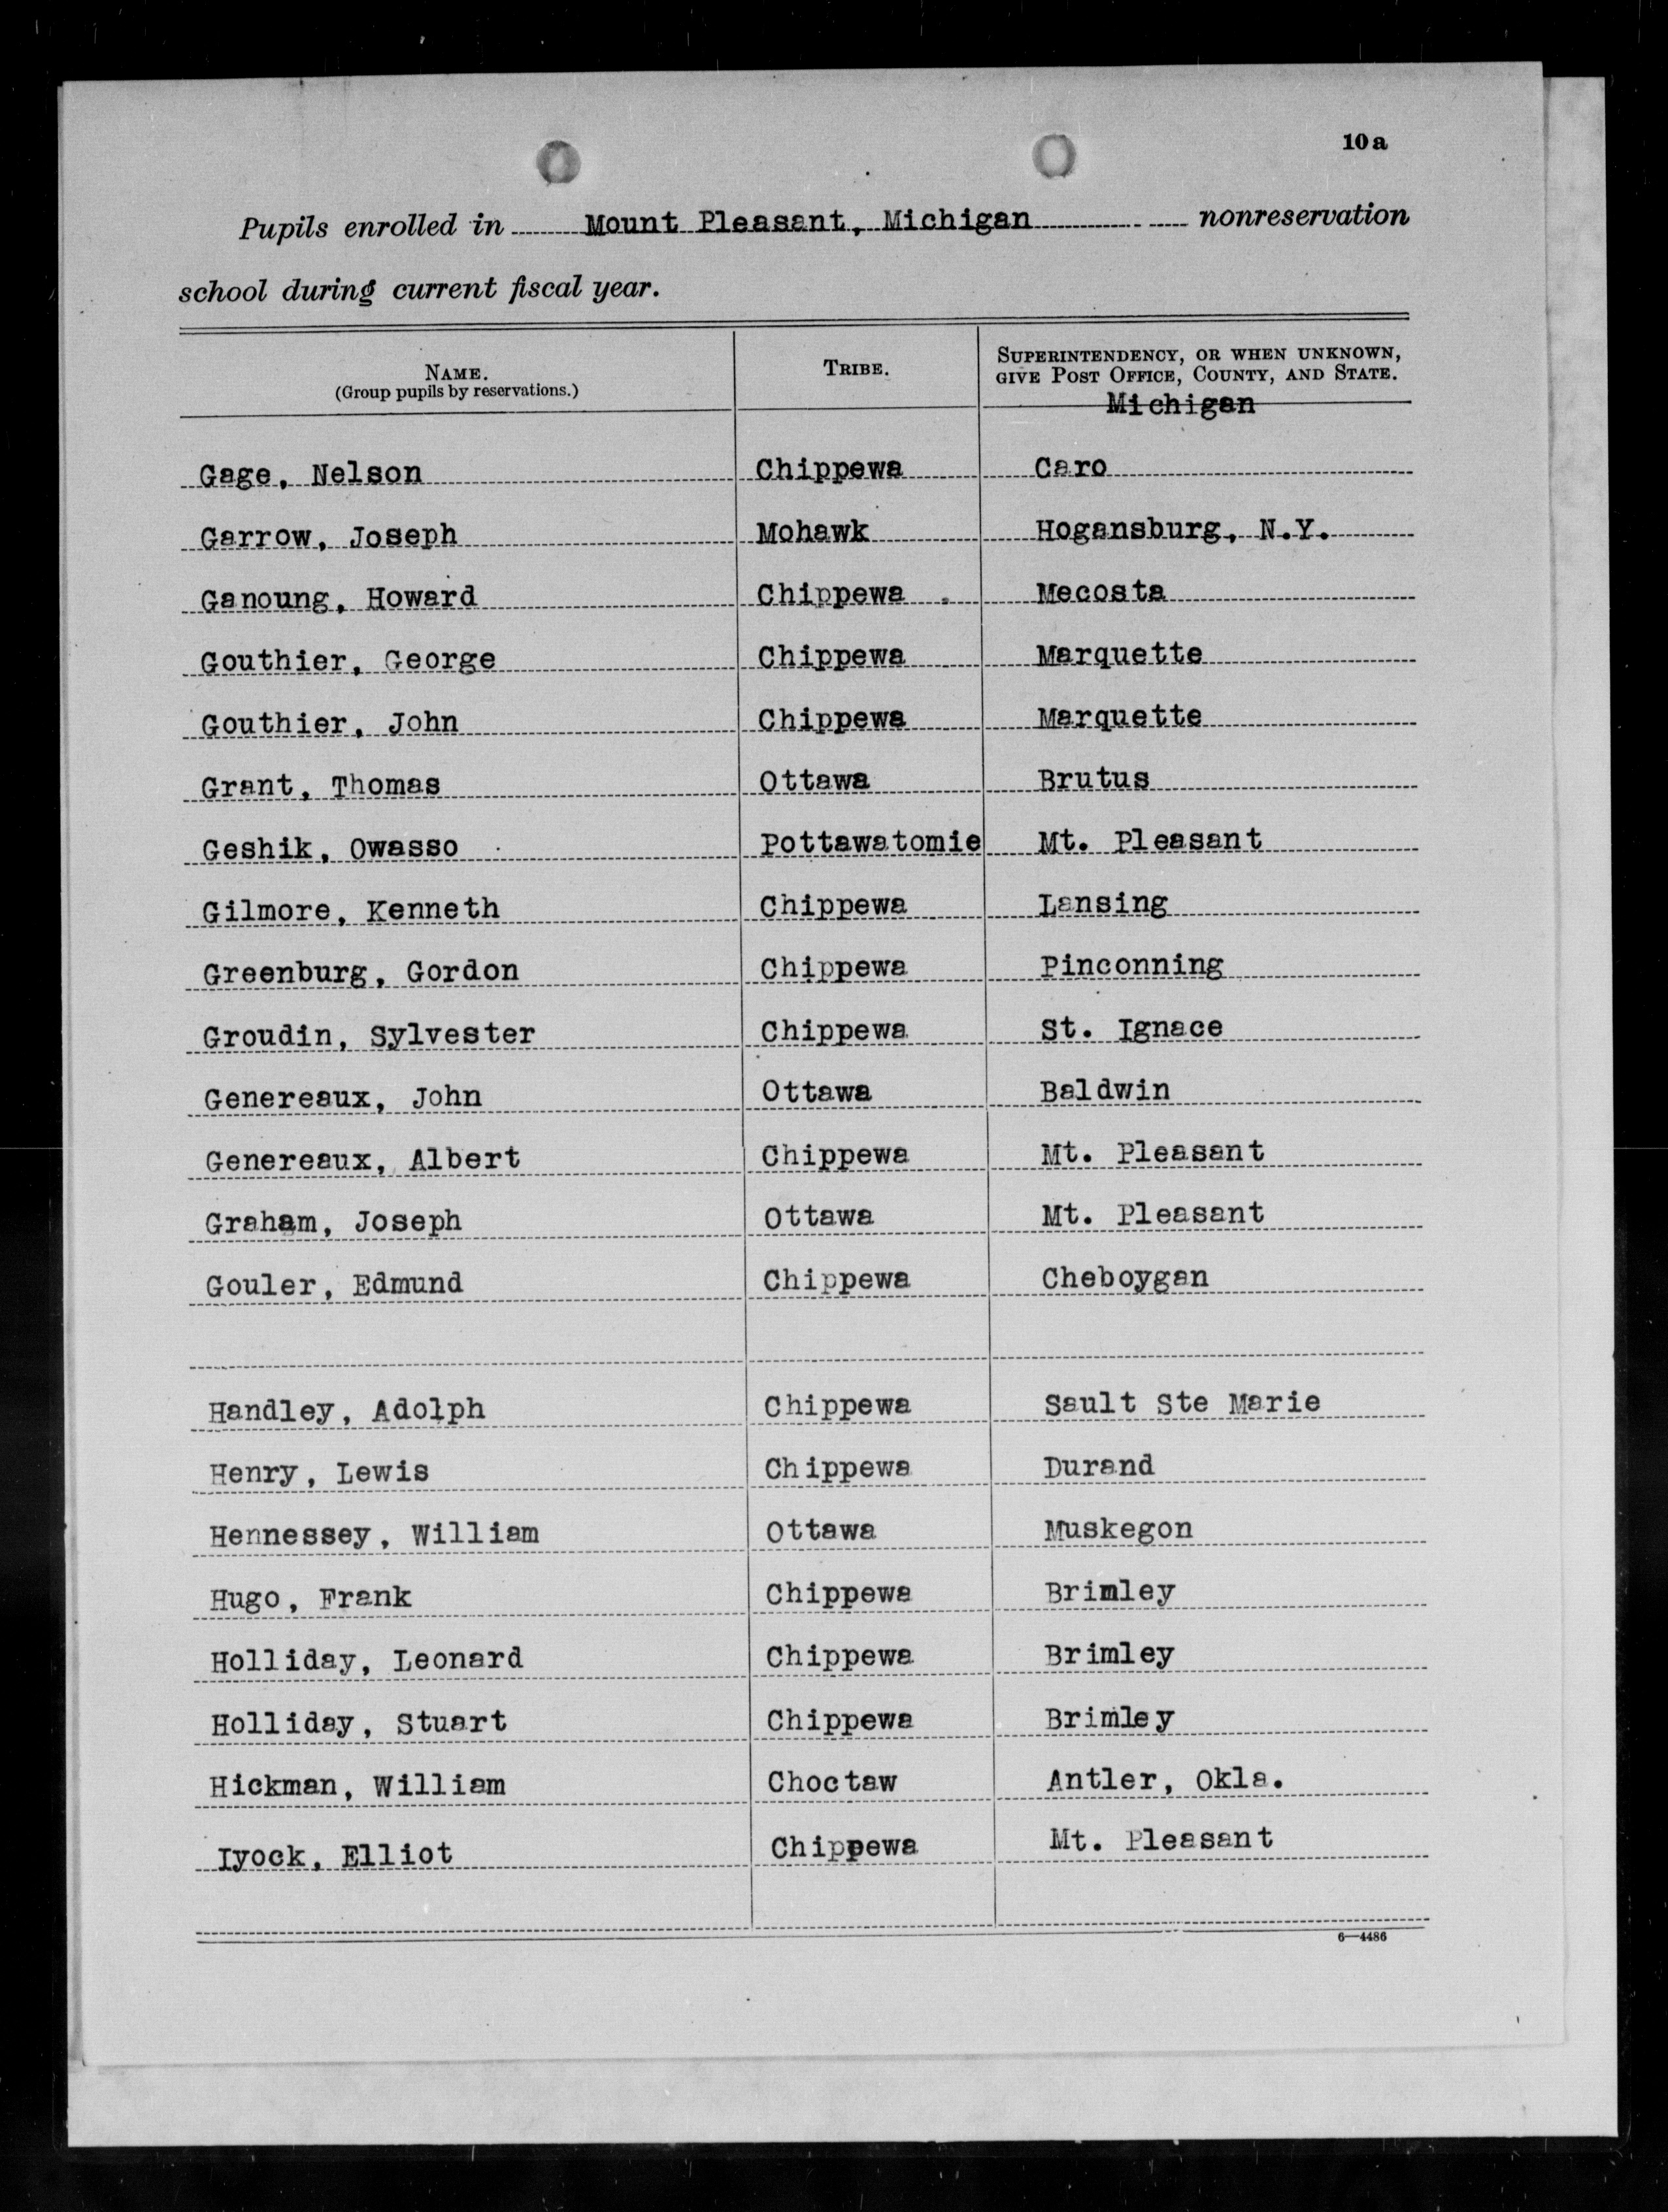 10 a
Pupils enrolled in Mount Pleasant, Michigan nonreservation
school during current fiscal year.
NAME. (Group pupils by reservations.) TRIBE. SUPERINTENDENCY, OR WHEN UNKNOWN, GIVE POST OFFICE, COUNTY, AND STATE.
Michigan
Gage, Nelson Chippewa Caro
Garrow, Joseph Mohawk Hogansburg, N.Y.
Ganoung, Howard Chippewa Mecosta
Gouthier, George Chippewa Marquette
Gouthier, John Chippewa Marquette
Grant, Thomas Ottawa Brutus
Geshik, Owasso Pottawatomie Mt. Pleasant
Gilmore, Kenneth Chippewa Lansing
Greenburg, Gordon Chippewa Pinconning
Groudin, Sylvester Chippewa St. Ignace
Genereaux, John Ottawa Baldwin
Genereaux, Albert Chippewa Mt. Pleasant
Graham, Joseph Ottawa Mt. Pleasant
Gouler, Edmund Chippewa Cheboygan
Handley, Adolph Chippewa Sault Ste Marie
Henry, Lewis Chippewa Durand
Hennessey, William Ottawa Muskegon
Hugo, Frank Chippewa Brimley
Holliday, Leonard Chippewa Brimley
Holliday, Stuart Chippewa Brimley
Hickman, William Choctaw Antler, Okla.
Iyock, Elliot Chippewa Mt. Pleasant
6—4486